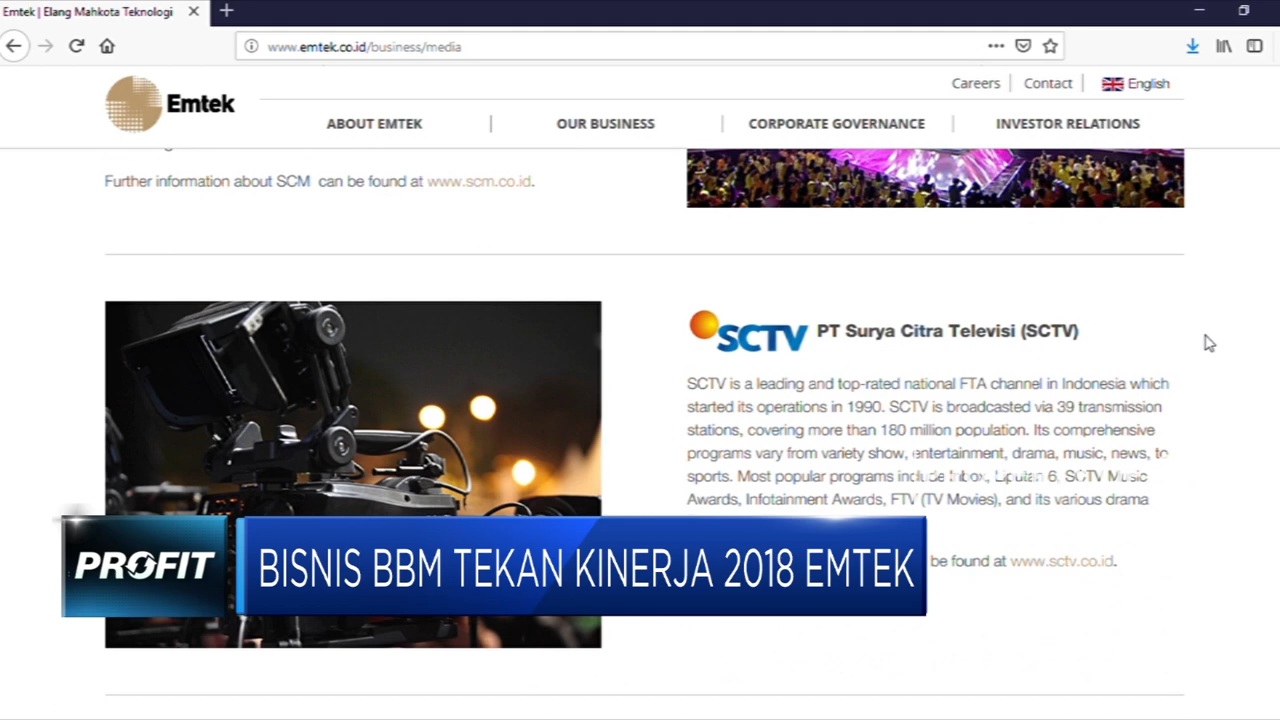 Emtek | Elang Mahkota Teknologi
www.emtek.co.id/business/media
Careers | Contact | English
Emtek
ABOUT EMTEK | OUR BUSINESS | CORPORATE GOVERNANCE | INVESTOR RELATIONS
Further information about SCM can be found at www.scm.co.id.
SCTV PT Surya Citra Televisi (SCTV)
SCTV is a leading and top-rated national FTA channel in Indonesia which
started its operations in 1990. SCTV is broadcasted via 39 transmission
stations, covering more than 180 million population. Its comprehensive
programs vary from variety show, entertainment, drama, music, news, to
sports. Most popular programs include Inbox, Liputan 6, SCTV Music
Awards, Infotainment Awards, FTV (TV Movies), and its various drama
be found at www.sctv.co.id.
PROFIT
BISNIS BBM TEKAN KINERJA 2018 EMTEK